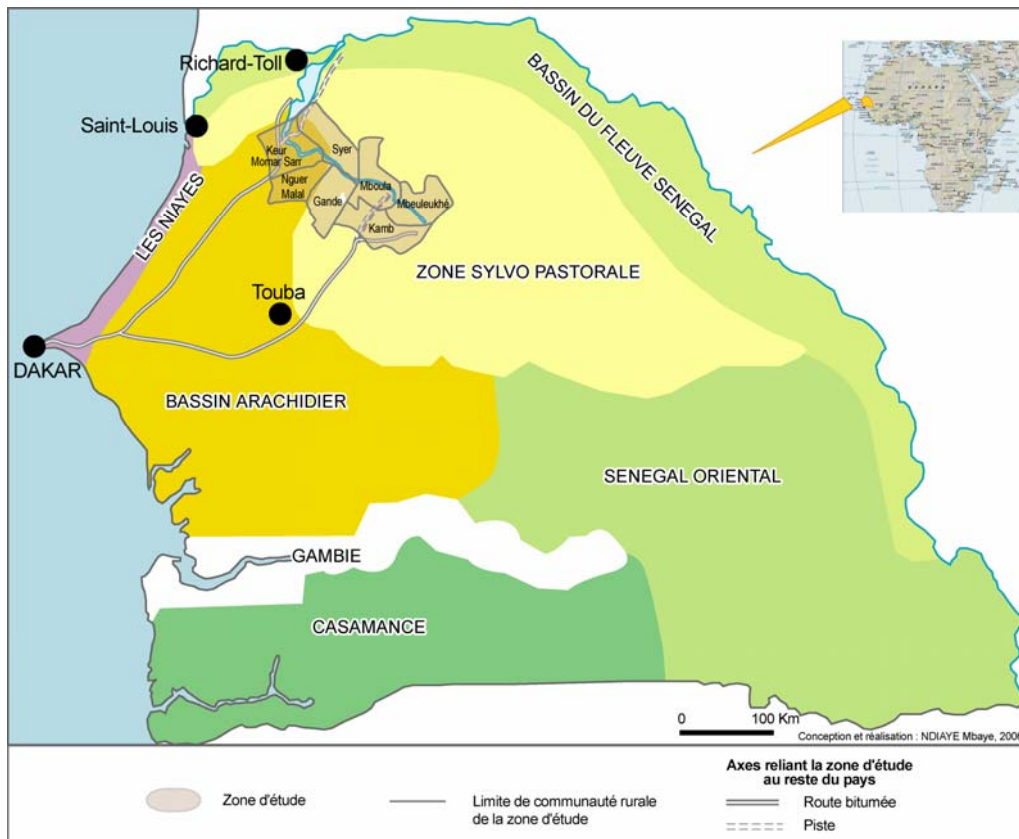 Richard-Toll
Saint-Louis
BASSIN DU FLEUVE SENEGAL
LES NIAYES
Keur
Momar Sarr
Syer
Nguer
Malal
Gande
Mboula
Mbeuleukhé
Kamb
ZONE SYLVO PASTORALE
Touba
DAKAR
BASSIN ARACHIDIER
SENEGAL ORIENTAL
GAMBIE
CASAMANCE
0 100 Km
Conception et réalisation : NDIAYE Mbaye, 2006
Axes reliant la zone d'étude
au reste du pays
Zone d'étude
Limite de communauté rurale
de la zone d'étude
Route bitumée
Piste